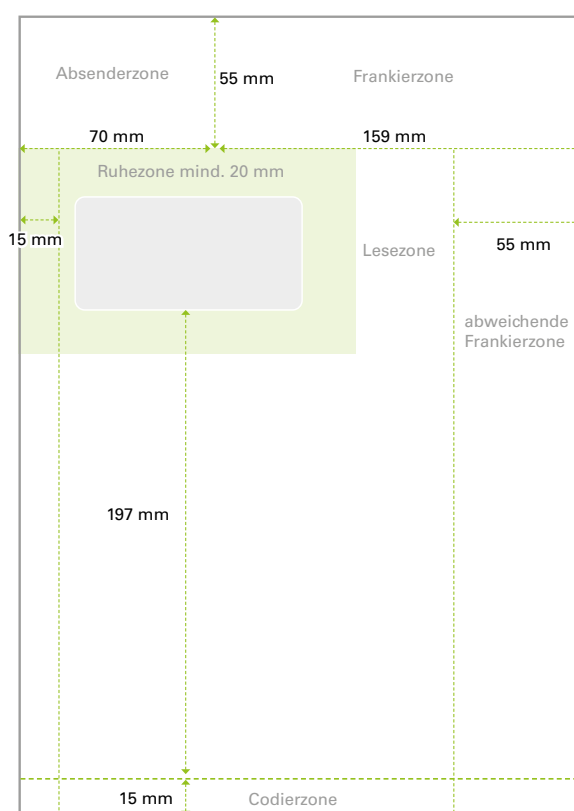 Absenderzone
55 mm
Frankierzone
70 mm
159 mm
Ruhezone mind. 20 mm
15 mm
Lesezone
55 mm
abweichende
Frankierzone
197 mm
15 mm
Codierzone